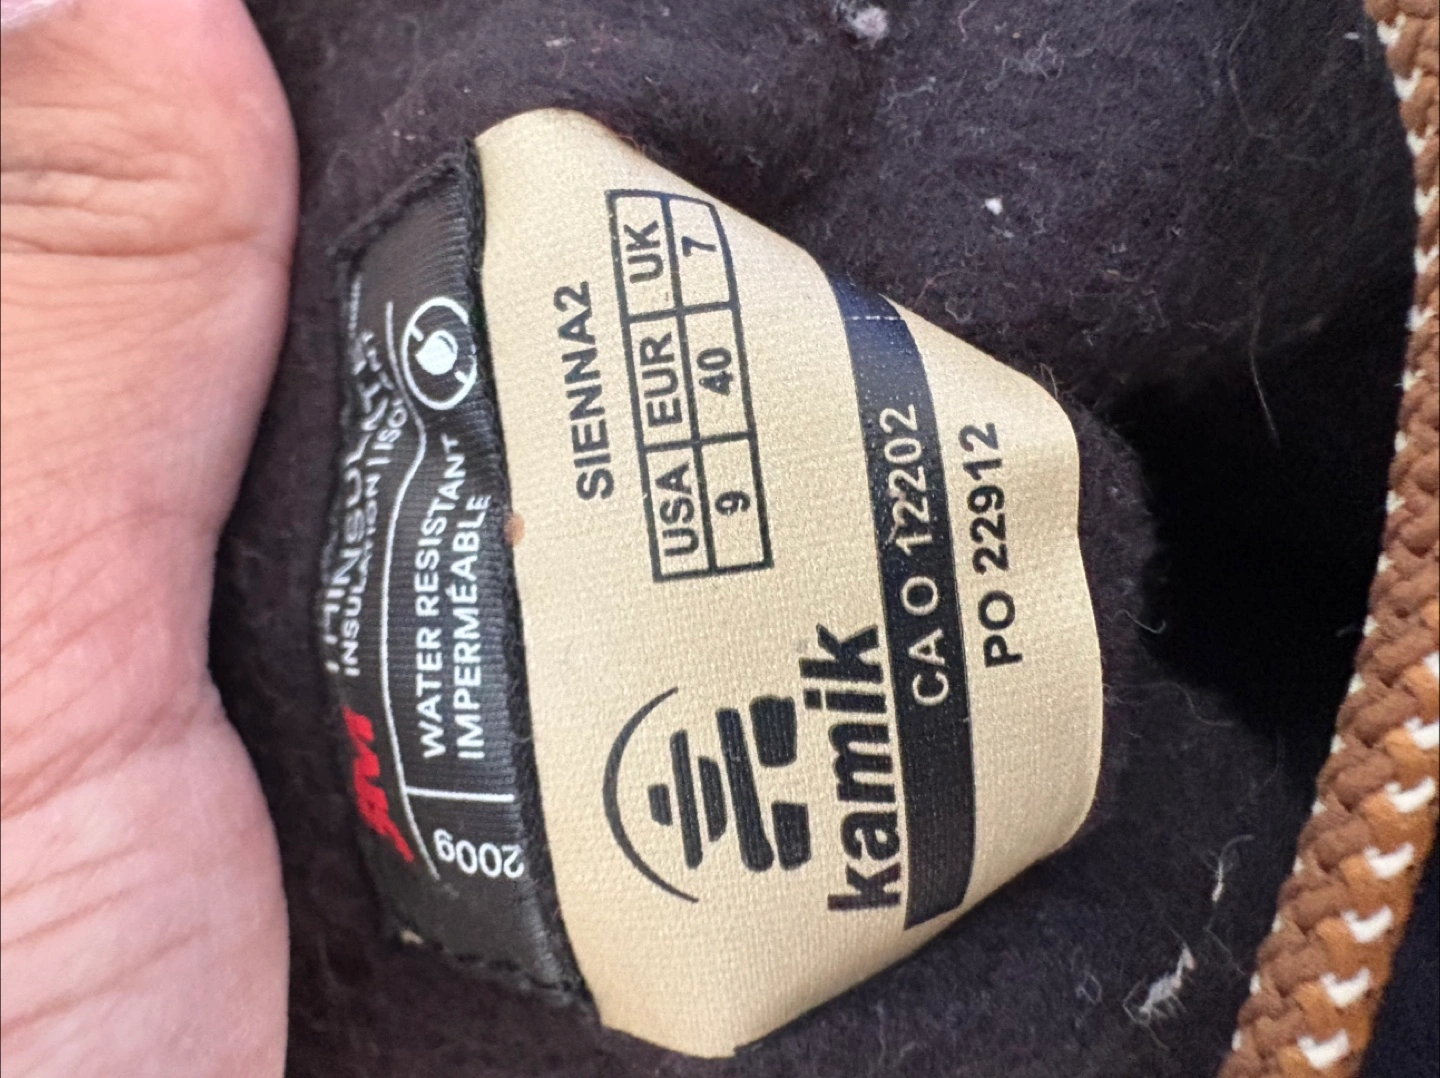 3M
THINSULATE
INSULATION | ISOLANT
200g
WATER RESISTANT
IMPERMÉABLE
SIENNA2
USA EUR UK
9 40 7
kamik
CA O 12202
PO 22912